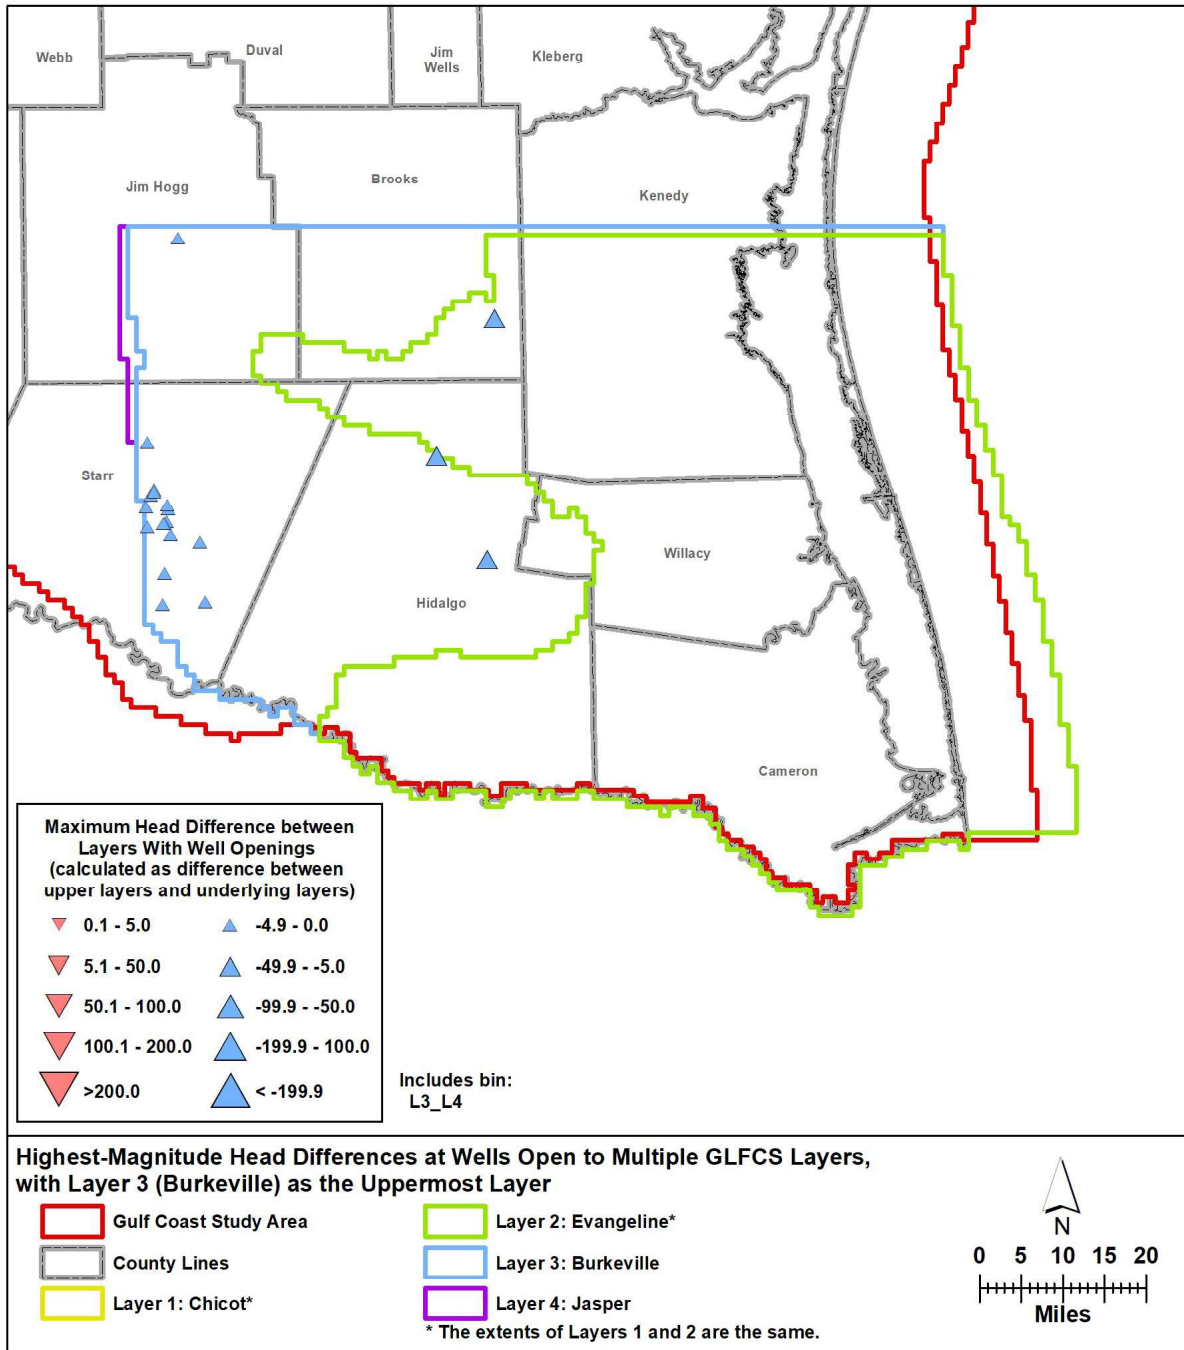 Webb
Duval
Jim
Wells
Kleberg
Jim Hogg
Brooks
Kenedy
Starr
Hidalgo
Willacy
Cameron
Maximum Head Difference between
Layers With Well Openings
(calculated as difference between
upper layers and underlying layers)
0.1 - 5.0
-4.9 - 0.0
5.1 - 50.0
-49.9 - -5.0
50.1 - 100.0
-99.9 - -50.0
100.1 - 200.0
-199.9 - 100.0
>200.0
< -199.9
Includes bin:
L3_L4
Highest-Magnitude Head Differences at Wells Open to Multiple GLFCS Layers,
with Layer 3 (Burkeville) as the Uppermost Layer
Gulf Coast Study Area
County Lines
Layer 1: Chicot*
Layer 2: Evangeline*
Layer 3: Burkeville
Layer 4: Jasper
* The extents of Layers 1 and 2 are the same.
N
0 5 10 15 20
Miles